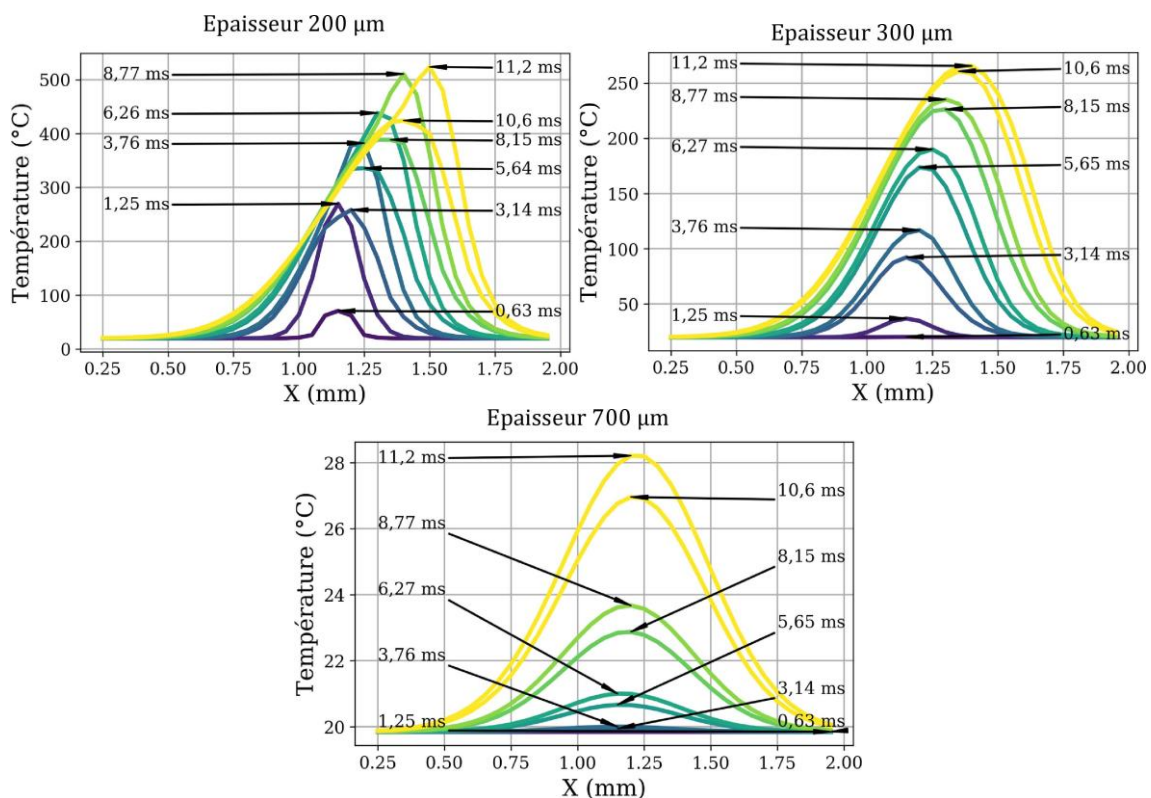 Epaisseur 200 µm
Température (°C)
500
400
300
200
100
0
8,77 ms
6,26 ms
3,76 ms
1,25 ms
11,2 ms
10,6 ms
8,15 ms
5,64 ms
3,14 ms
0,63 ms
0.25 0.50 0.75 1.00 1.25 1.50 1.75 2.00
X (mm)
Epaisseur 300 µm
Température (°C)
250
200
150
100
50
11,2 ms
8,77 ms
6,27 ms
3,76 ms
1,25 ms
10,6 ms
8,15 ms
5,65 ms
3,14 ms
0,63 ms
0.25 0.50 0.75 1.00 1.25 1.50 1.75 2.00
X (mm)
Epaisseur 700 µm
Température (°C)
28
26
24
22
20
11,2 ms
8,77 ms
6,27 ms
3,76 ms
1,25 ms
10,6 ms
8,15 ms
5,65 ms
3,14 ms
0,63 ms
0.25 0.50 0.75 1.00 1.25 1.50 1.75 2.00
X (mm)